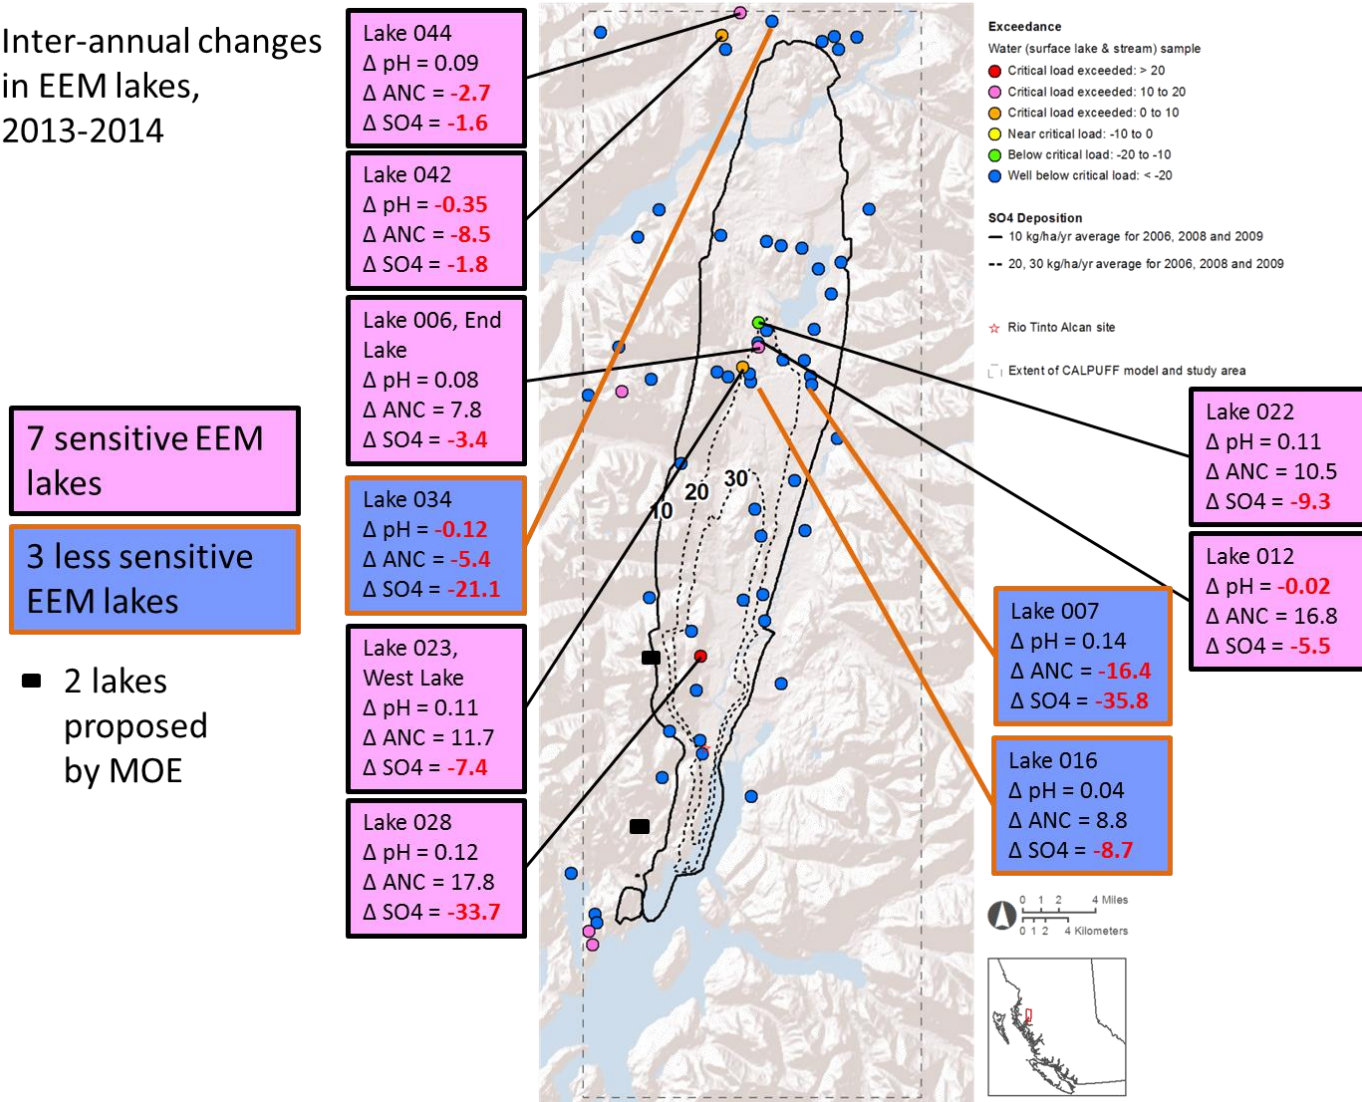 Inter-annual changes
in EEM lakes,
2013-2014
7 sensitive EEM
lakes
3 less sensitive
EEM lakes
2 lakes
proposed
by MOE
Lake 044
Δ pH = 0.09
Δ ANC = -2.7
Δ SO4 = -1.6
Lake 042
Δ pH = -0.35
Δ ANC = -8.5
Δ SO4 = -1.8
Lake 006, End
Lake
Δ pH = 0.08
Δ ANC = 7.8
Δ SO4 = -3.4
Lake 034
Δ pH = -0.12
Δ ANC = -5.4
Δ SO4 = -21.1
Lake 023,
West Lake
Δ pH = 0.11
Δ ANC = 11.7
Δ SO4 = -7.4
Lake 028
Δ pH = 0.12
Δ ANC = 17.8
Δ SO4 = -33.7
10
20
30
Exceedance
Water (surface lake & stream) sample
Critical load exceeded: > 20
Critical load exceeded: 10 to 20
Critical load exceeded: 0 to 10
Near critical load: -10 to 0
Below critical load: -20 to -10
Well below critical load: < -20
SO4 Deposition
10 kg/ha/yr average for 2006, 2008 and 2009
20, 30 kg/ha/yr average for 2006, 2008 and 2009
Rio Tinto Alcan site
Extent of CALPUFF model and study area
Lake 022
Δ pH = 0.11
Δ ANC = 10.5
Δ SO4 = -9.3
Lake 012
Δ pH = -0.02
Δ ANC = 16.8
Δ SO4 = -5.5
Lake 007
Δ pH = 0.14
Δ ANC = -16.4
Δ SO4 = -35.8
Lake 016
Δ pH = 0.04
Δ ANC = 8.8
Δ SO4 = -8.7
0 1 2 4 Miles
0 1 2 4 Kilometers